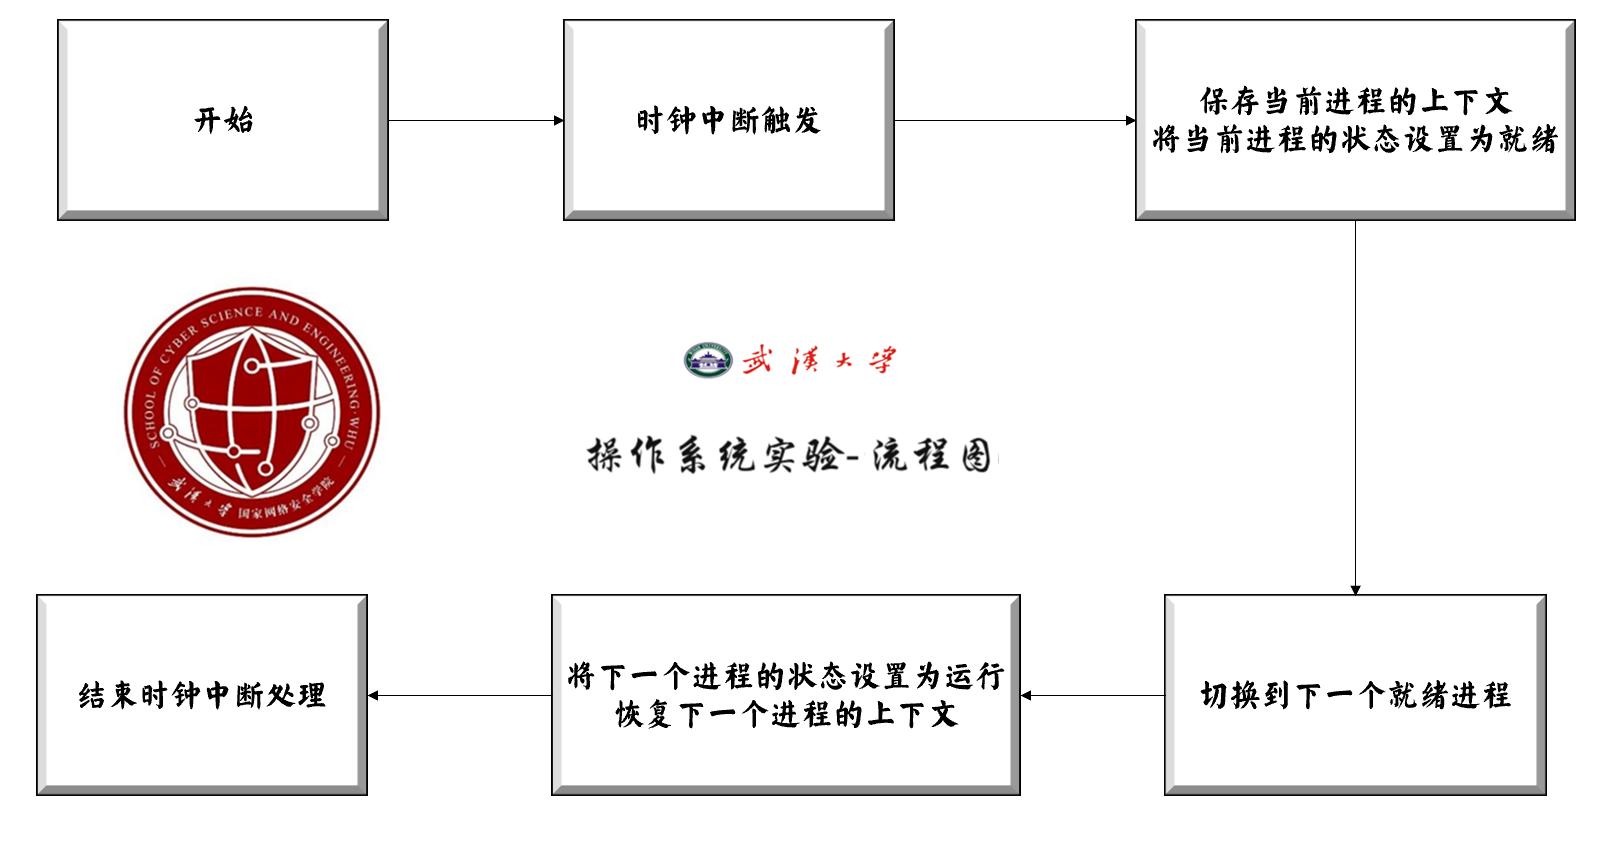 开始
时钟中断触发
保存当前进程的上下文
将当前进程的状态设置为就绪
SCHOOL OF CYBER SCIENCE AND ENGINEERING·WHU
武汉大学 国家网络安全学院
武漢大学
操作系统实验-流程图
结束时钟中断处理
将下一个进程的状态设置为运行
恢复下一个进程的上下文
切换到下一个就绪进程